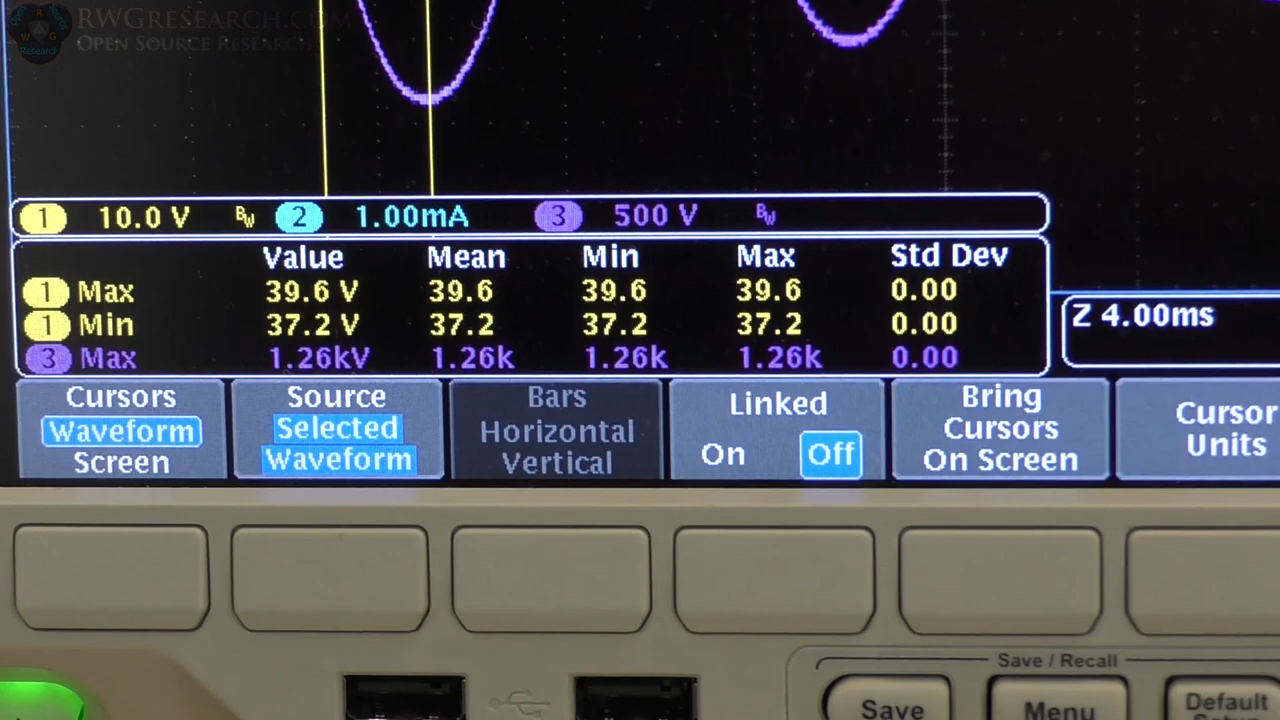 RWGRESEARCH.COM
OPEN SOURCE RESEARCH
R
W G
Research
1 10.0 V BW 2 1.00mA 3 500 V BW
Value Mean Min Max Std Dev
1 Max 39.6 V 39.6 39.6 39.6 0.00
1 Min 37.2 V 37.2 37.2 37.2 0.00
3 Max 1.26kV 1.26k 1.26k 1.26k 0.00
Z 4.00ms
Cursors
Waveform
Screen
Source
Selected
Waveform
Bars
Horizontal
Vertical
Linked
On Off
Bring
Cursors
On Screen
Cursor
Units
Save / Recall
Save
Menu
Default